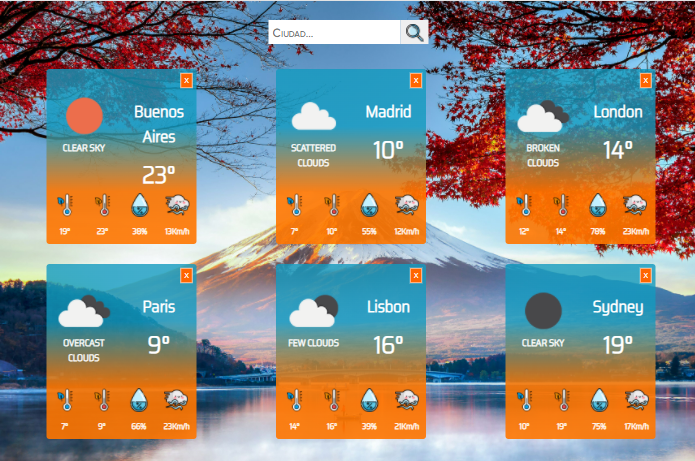 Ciudad...
x
Buenos
Aires
CLEAR SKY
23º
19º 23º 38% 13Km/h
x
Madrid
SCATTERED
CLOUDS
10º
7º 10º 55% 12Km/h
x
London
BROKEN
CLOUDS
14º
12º 14º 78% 23Km/h
x
Paris
OVERCAST
CLOUDS
9º
7º 9º 66% 23Km/h
x
Lisbon
FEW CLOUDS
16º
14º 16º 39% 21Km/h
x
Sydney
CLEAR SKY
19º
10º 19º 75% 17Km/h